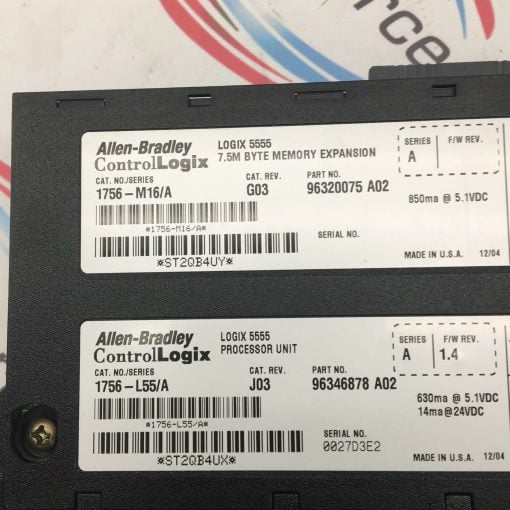 rce
Allen-Bradley
ControlLogix
LOGIX 5555
7.5M BYTE MEMORY EXPANSION
SERIES
A
F/W REV.
CAT. NO./SERIES
1756-M16/A
CAT. REV.
G03
PART NO.
96320075 A02
850ma @ 5.1VDC
*1756-M16/A*
SERIAL NO.
*ST2QB4UY*
MADE IN U.S.A. 12/04
Allen-Bradley
ControlLogix
LOGIX 5555
PROCESSOR UNIT
SERIES
A
F/W REV.
1.4
CAT. NO./SERIES
1756-L55/A
CAT. REV.
J03
PART NO.
96346878 A02
630ma @ 5.1VDC
14ma@24VDC
*1756-L55/A*
SERIAL NO.
0027D3E2
*ST2QB4UX*
MADE IN U.S.A. 12/04